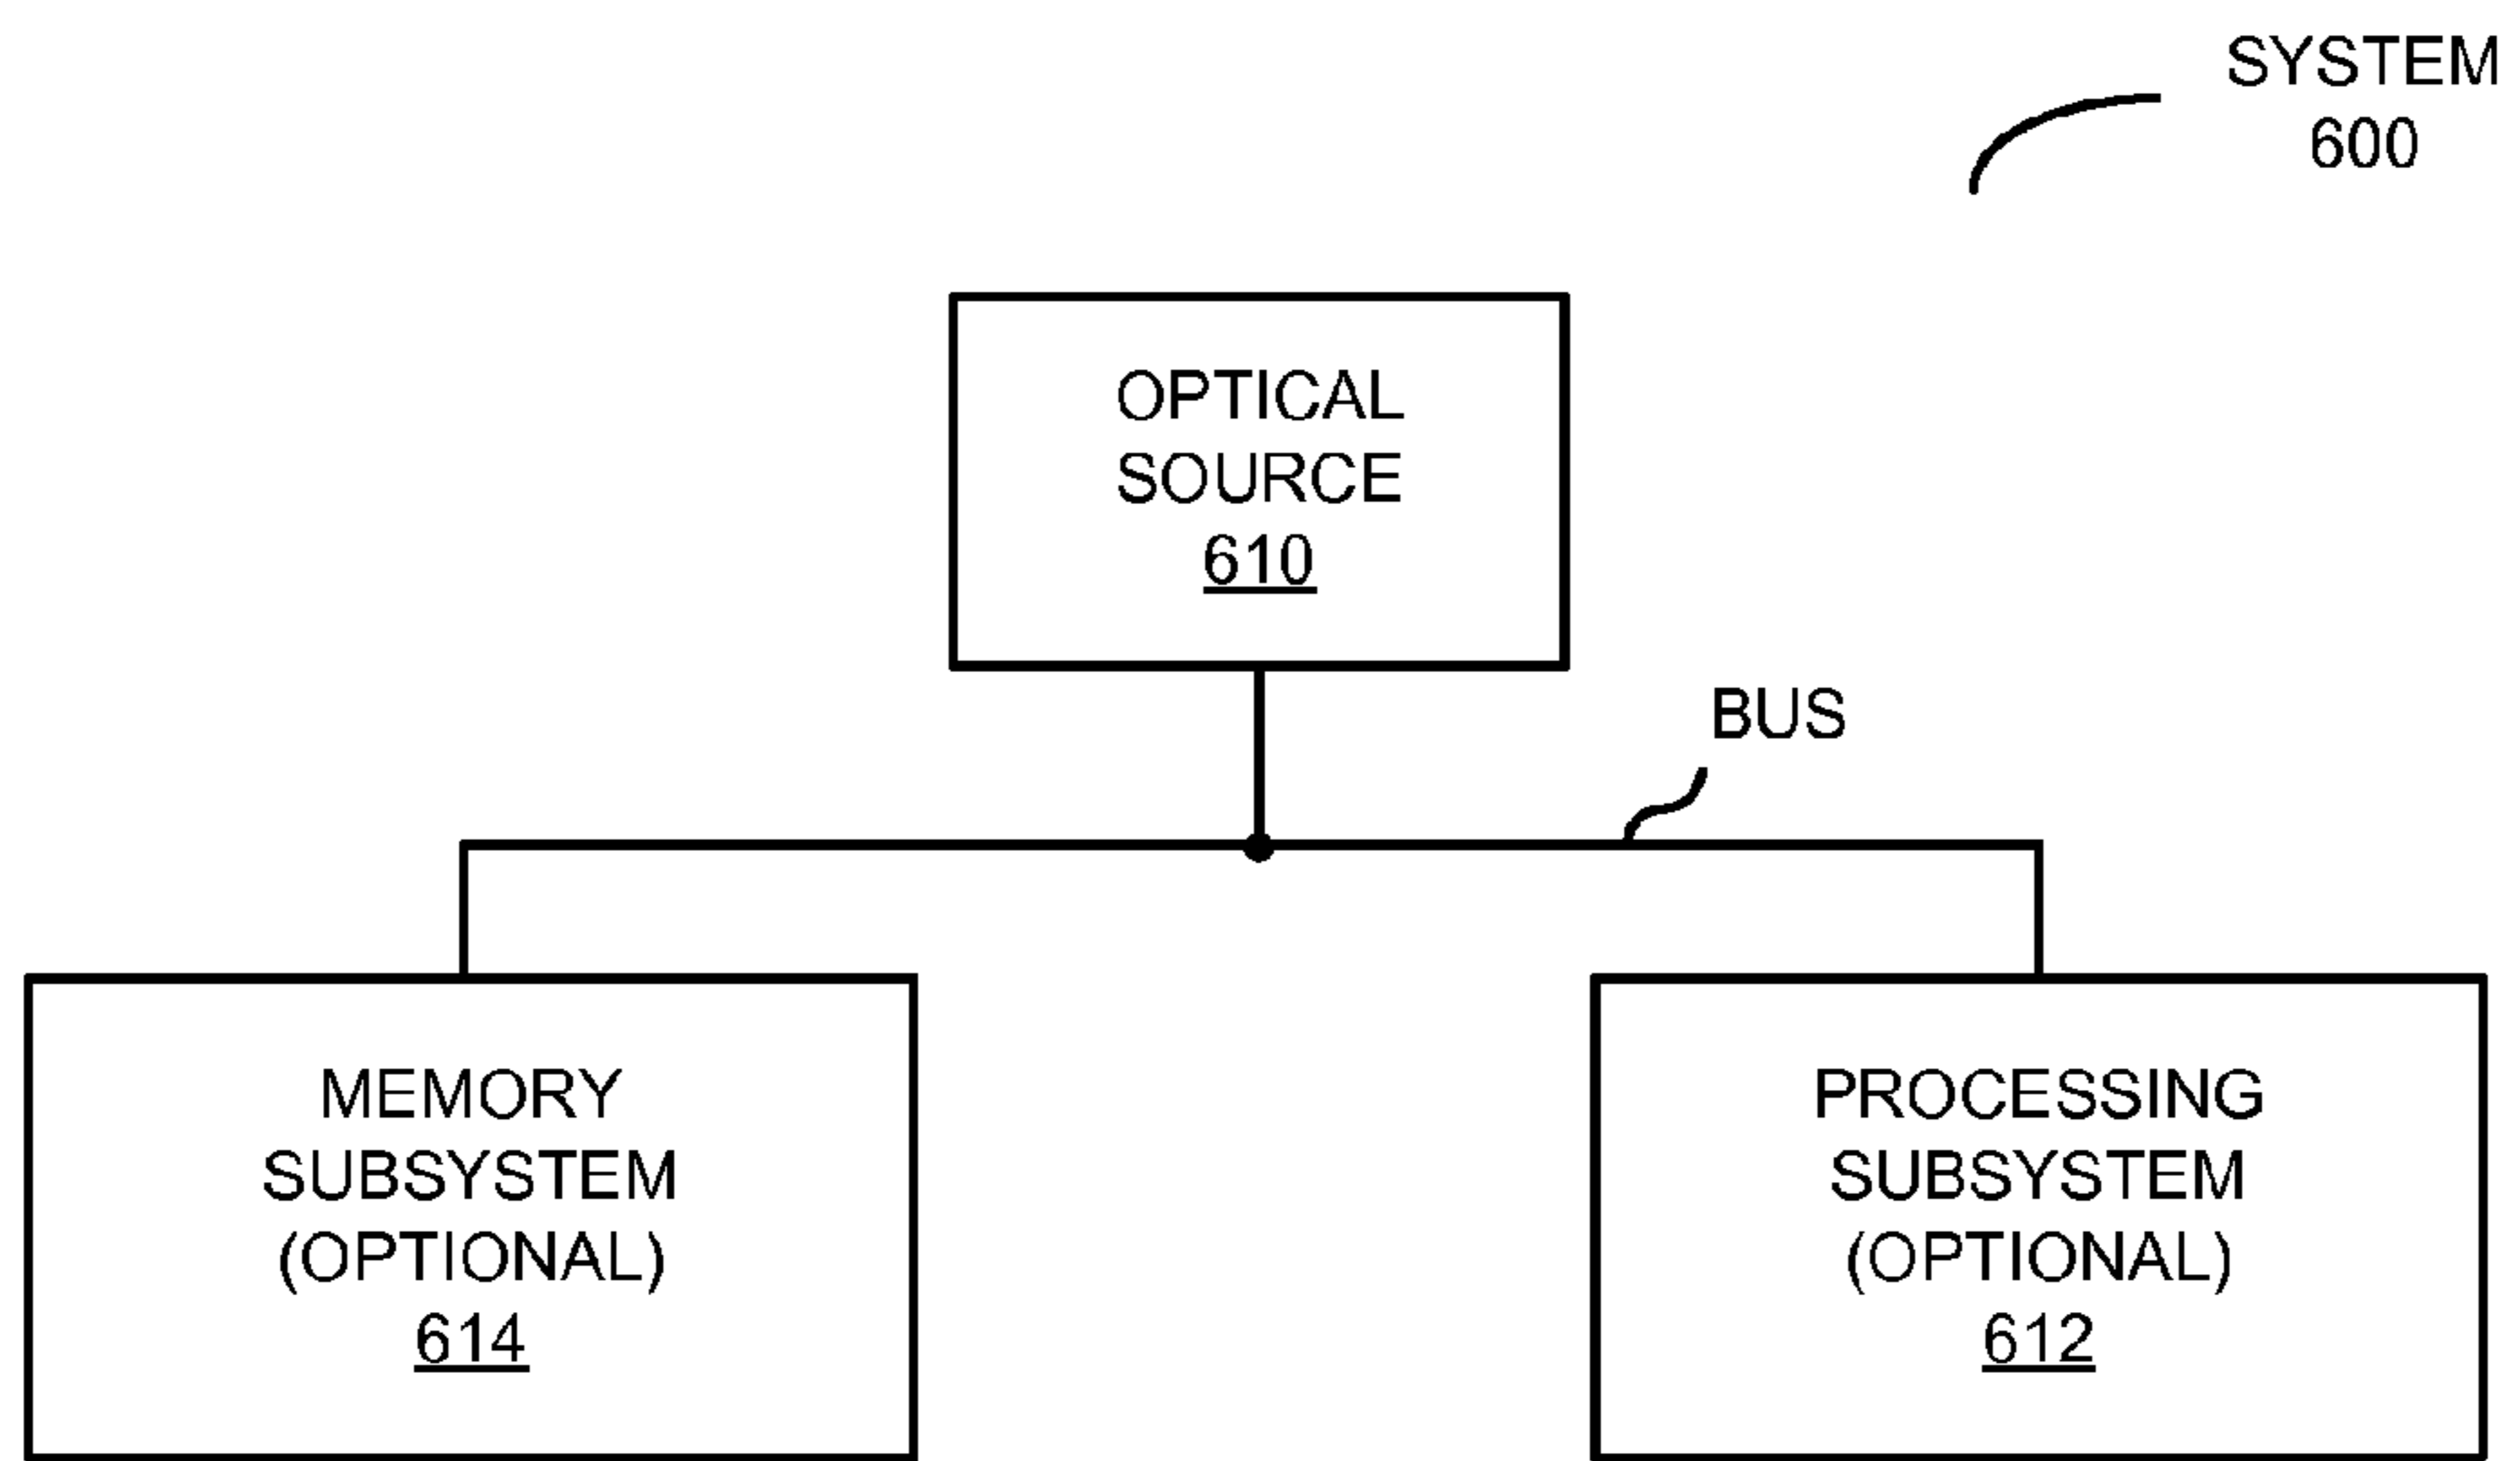 SYSTEM
600
OPTICAL
SOURCE
610
BUS
MEMORY
SUBSYSTEM
(OPTIONAL)
614
PROCESSING
SUBSYSTEM
(OPTIONAL)
612